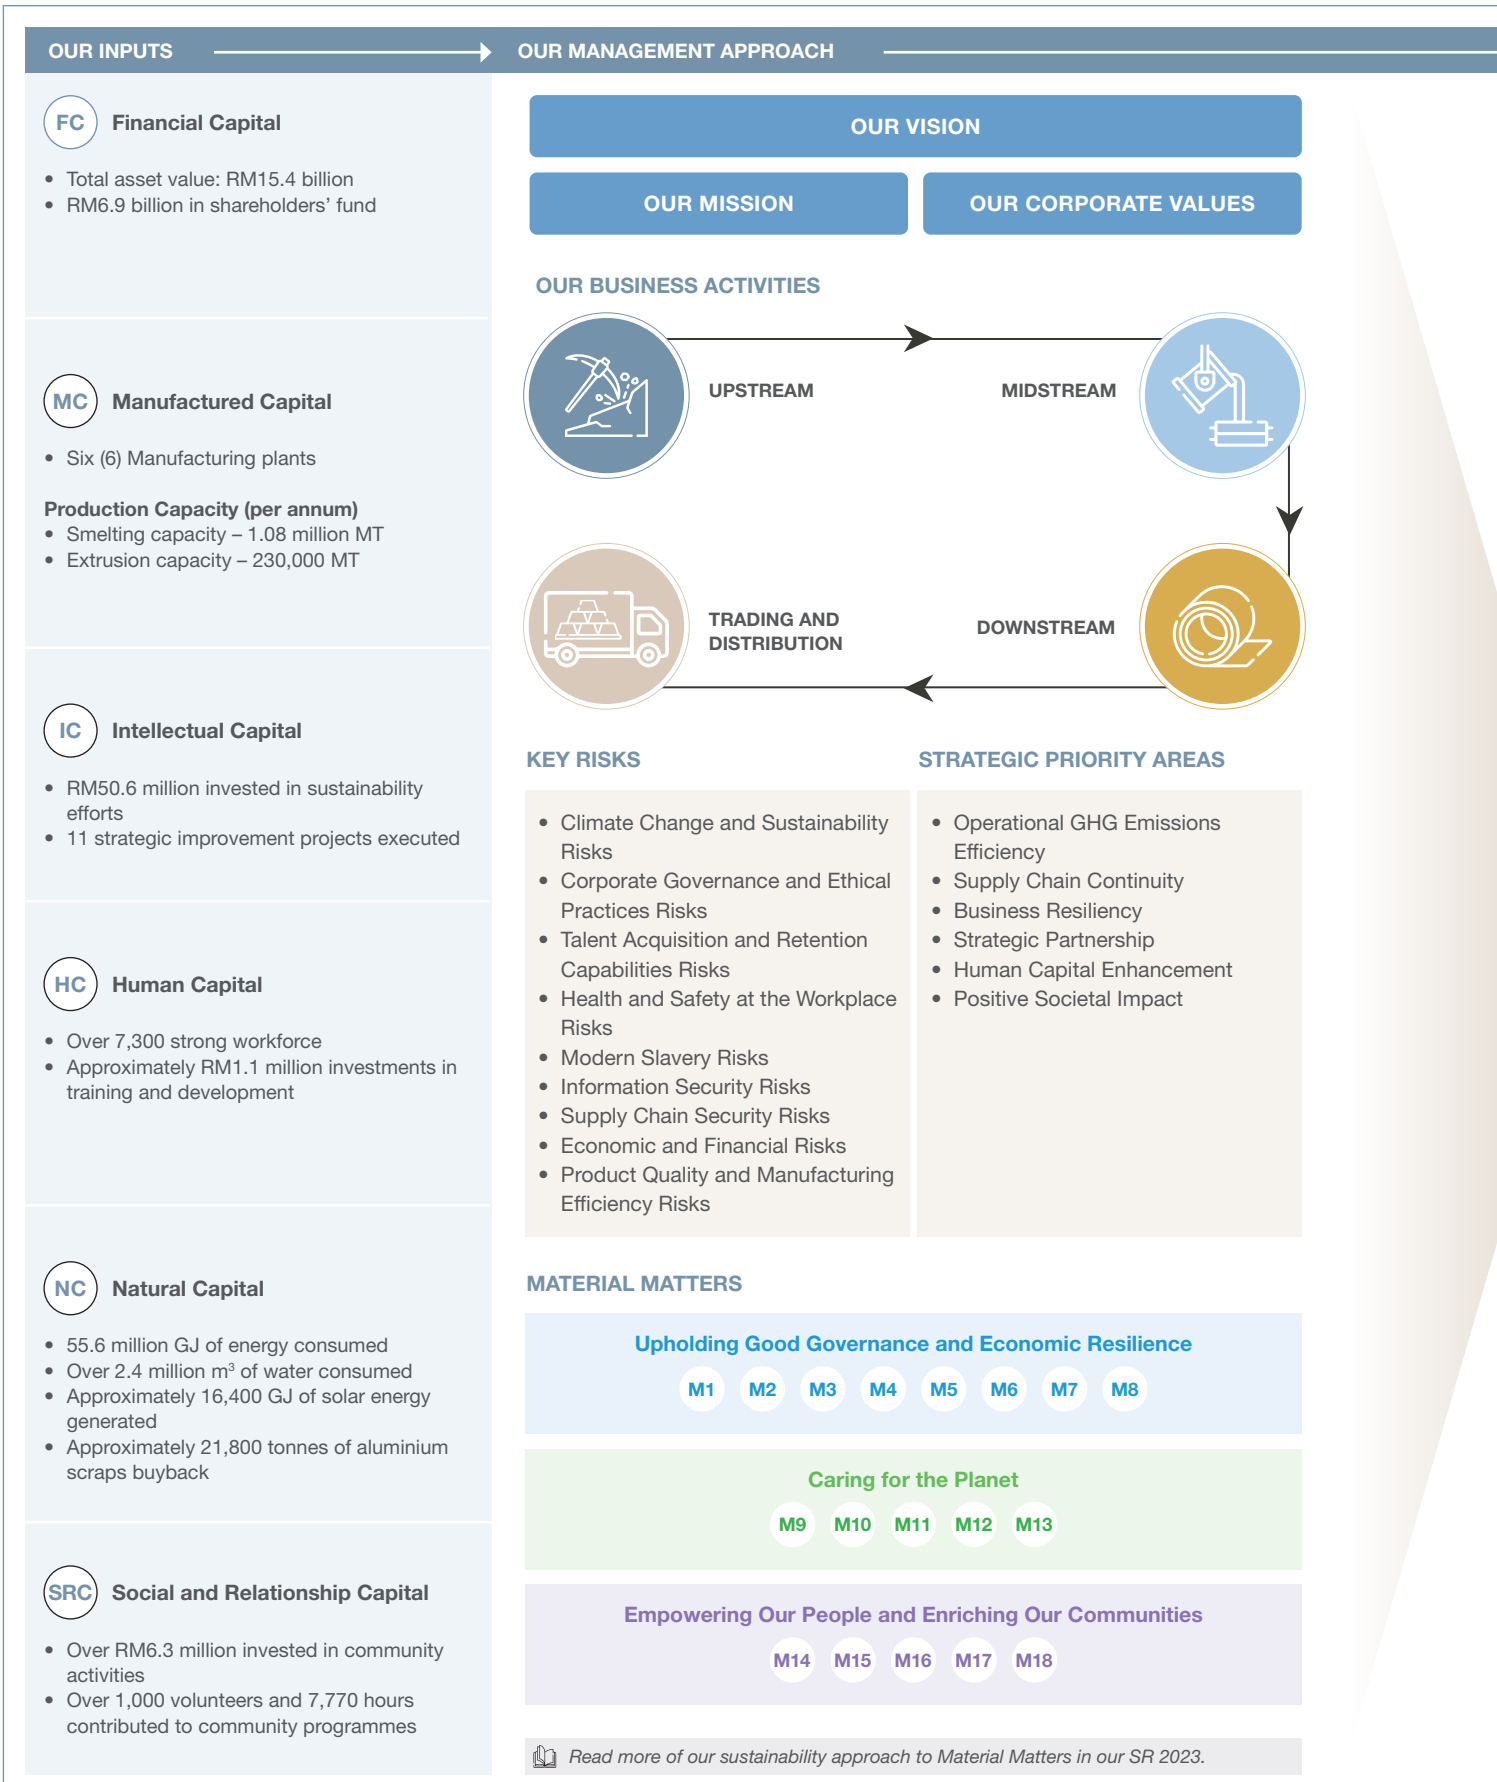 OUR INPUTS
FC Financial Capital
• Total asset value: RM15.4 billion
• RM6.9 billion in shareholders’ fund
MC Manufactured Capital
• Six (6) Manufacturing plants
Production Capacity (per annum)
• Smelting capacity – 1.08 million MT
• Extrusion capacity – 230,000 MT
IC Intellectual Capital
• RM50.6 million invested in sustainability
efforts
• 11 strategic improvement projects executed
HC Human Capital
• Over 7,300 strong workforce
• Approximately RM1.1 million investments in
training and development
NC Natural Capital
• 55.6 million GJ of energy consumed
• Over 2.4 million m³ of water consumed
• Approximately 16,400 GJ of solar energy
generated
• Approximately 21,800 tonnes of aluminium
scraps buyback
SRC Social and Relationship Capital
• Over RM6.3 million invested in community
activities
• Over 1,000 volunteers and 7,770 hours
contributed to community programmes
OUR MANAGEMENT APPROACH
OUR VISION
OUR MISSION
OUR CORPORATE VALUES
OUR BUSINESS ACTIVITIES
UPSTREAM
MIDSTREAM
TRADING AND
DISTRIBUTION
DOWNSTREAM
KEY RISKS
• Climate Change and Sustainability
Risks
• Corporate Governance and Ethical
Practices Risks
• Talent Acquisition and Retention
Capabilities Risks
• Health and Safety at the Workplace
Risks
• Modern Slavery Risks
• Information Security Risks
• Supply Chain Security Risks
• Economic and Financial Risks
• Product Quality and Manufacturing
Efficiency Risks
STRATEGIC PRIORITY AREAS
• Operational GHG Emissions
Efficiency
• Supply Chain Continuity
• Business Resiliency
• Strategic Partnership
• Human Capital Enhancement
• Positive Societal Impact
MATERIAL MATTERS
Upholding Good Governance and Economic Resilience
M1 M2 M3 M4 M5 M6 M7 M8
Caring for the Planet
M9 M10 M11 M12 M13
Empowering Our People and Enriching Our Communities
M14 M15 M16 M17 M18
Read more of our sustainability approach to Material Matters in our SR 2023.